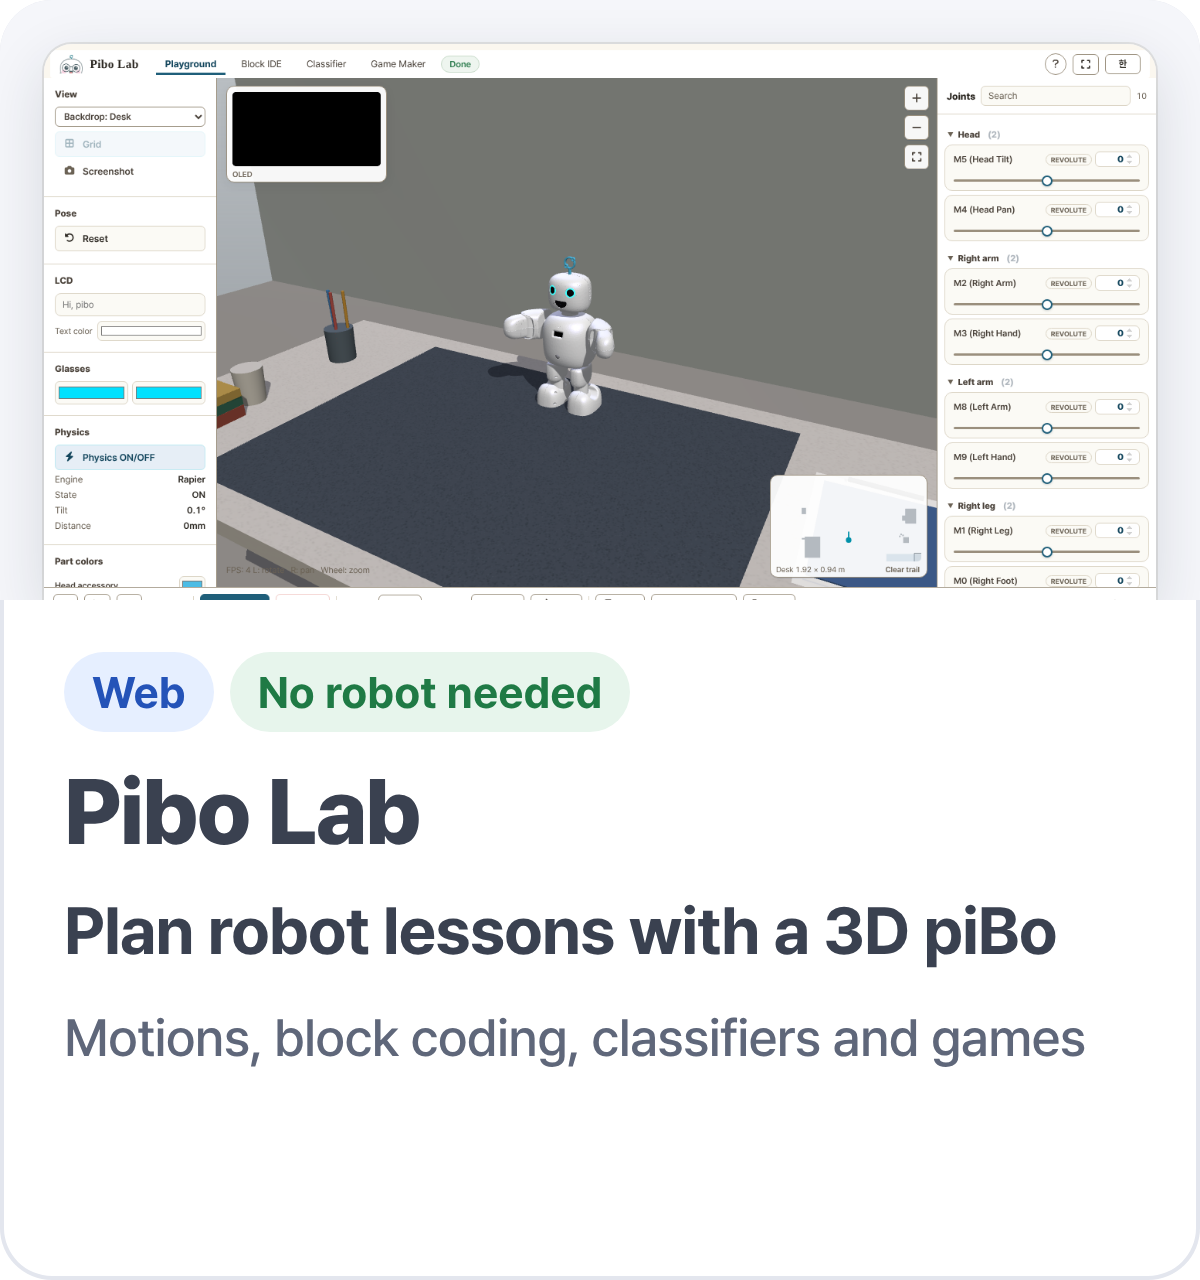 Pibo Lab
Playground
Block IDE
Classifier
Game Maker
Done
?
한
View
Backdrop: Desk
Grid
Screenshot
Pose
Reset
LCD
Hi, pibo
Text color
Glasses
Physics
Physics ON/OFF
Engine Rapier
State ON
Tilt 0.1°
Distance 0mm
Part colors
Head accessory
OLED
Wheel: zoom
Desk 1.92 × 0.94 m
Clear trail
Joints
Search
10
Head (2)
M5 (Head Tilt) REVOLUTE 0
M4 (Head Pan) REVOLUTE 0
Right arm (2)
M2 (Right Arm) REVOLUTE 0
M3 (Right Hand) REVOLUTE 0
Left arm (2)
M8 (Left Arm) REVOLUTE 0
M9 (Left Hand) REVOLUTE 0
Right leg (2)
M1 (Right Leg) REVOLUTE 0
M0 (Right Foot) REVOLUTE 0
Web
No robot needed
Pibo Lab
Plan robot lessons with a 3D piBo
Motions, block coding, classifiers and games